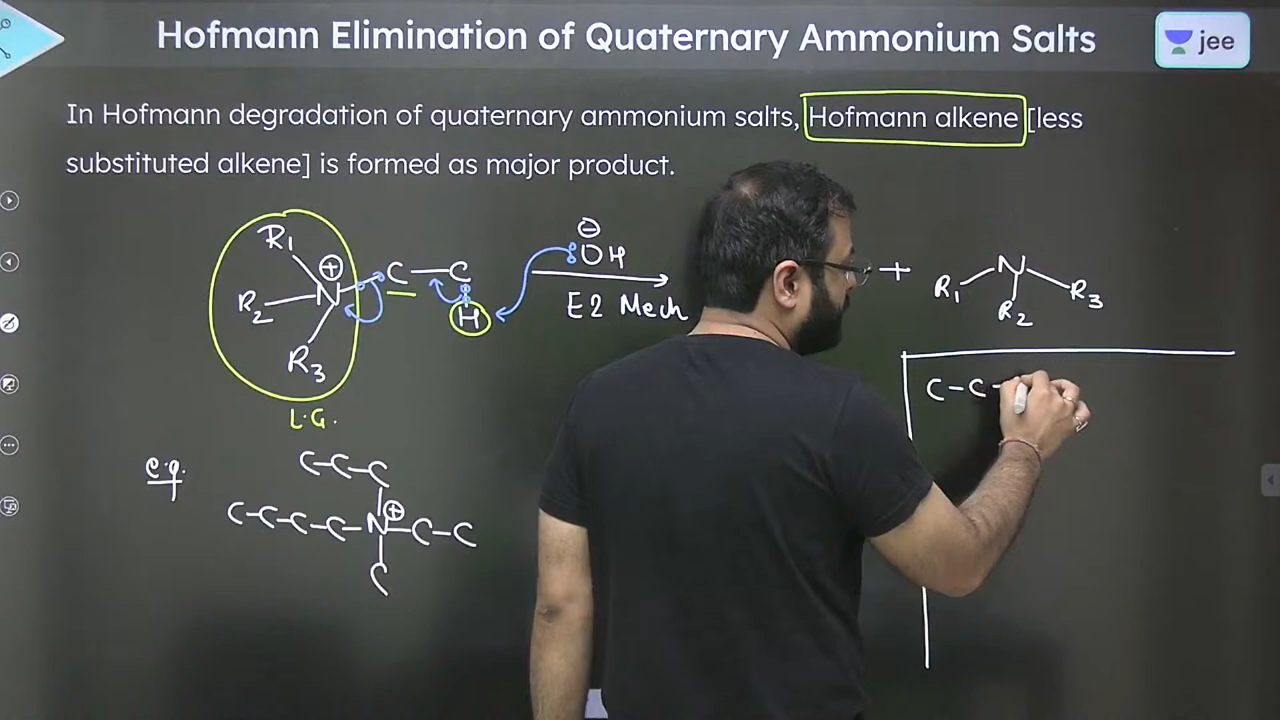 Hofmann Elimination of Quaternary Ammonium Salts
jee
In Hofmann degradation of quaternary ammonium salts, Hofmann alkene [less
substituted alkene] is formed as major product.
R1
R2
R3
N
⊕
C—C
H
L.G.
⊖
OH
E2 Mech
+
R1
N
R2
R3
C-C-
e.g.
C-C-C
C-C-C-C-N-C-C
⊕
C